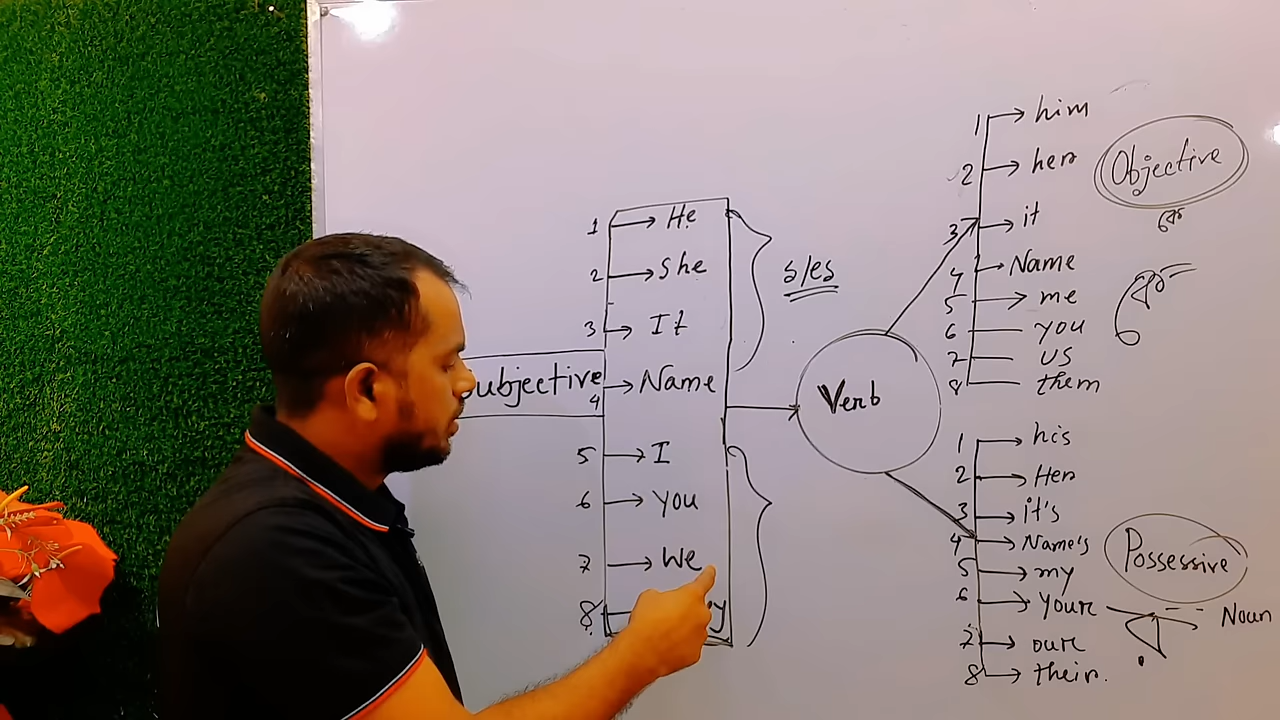 Subjective
1 → He
2 → She
3 → It
4 → Name
5 → I
6 → you
7 → We
8
s/es
Verb
1 → him
2 → her
3 → it
4 → Name
5 → me
6 — you
7 — us
8 — them
Objective
কে
1 → his
2 → Her
3 → it's
4 → Name's
5 → my
6 → your
7 → our
8 → their.
Possessive
Noun